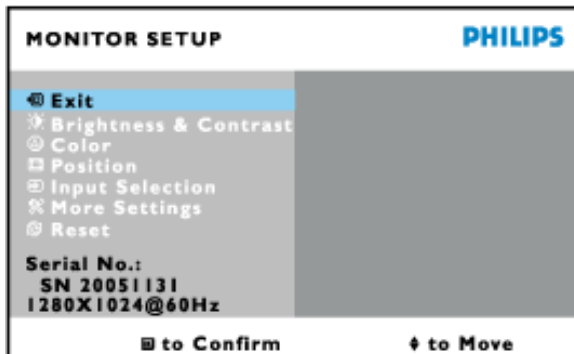 MONITOR SETUP PHILIPS
Exit
Brightness & Contrast
Color
Position
Input Selection
More Settings
Reset
Serial No.:
SN 20051131
1280X1024@60Hz
to Confirm to Move